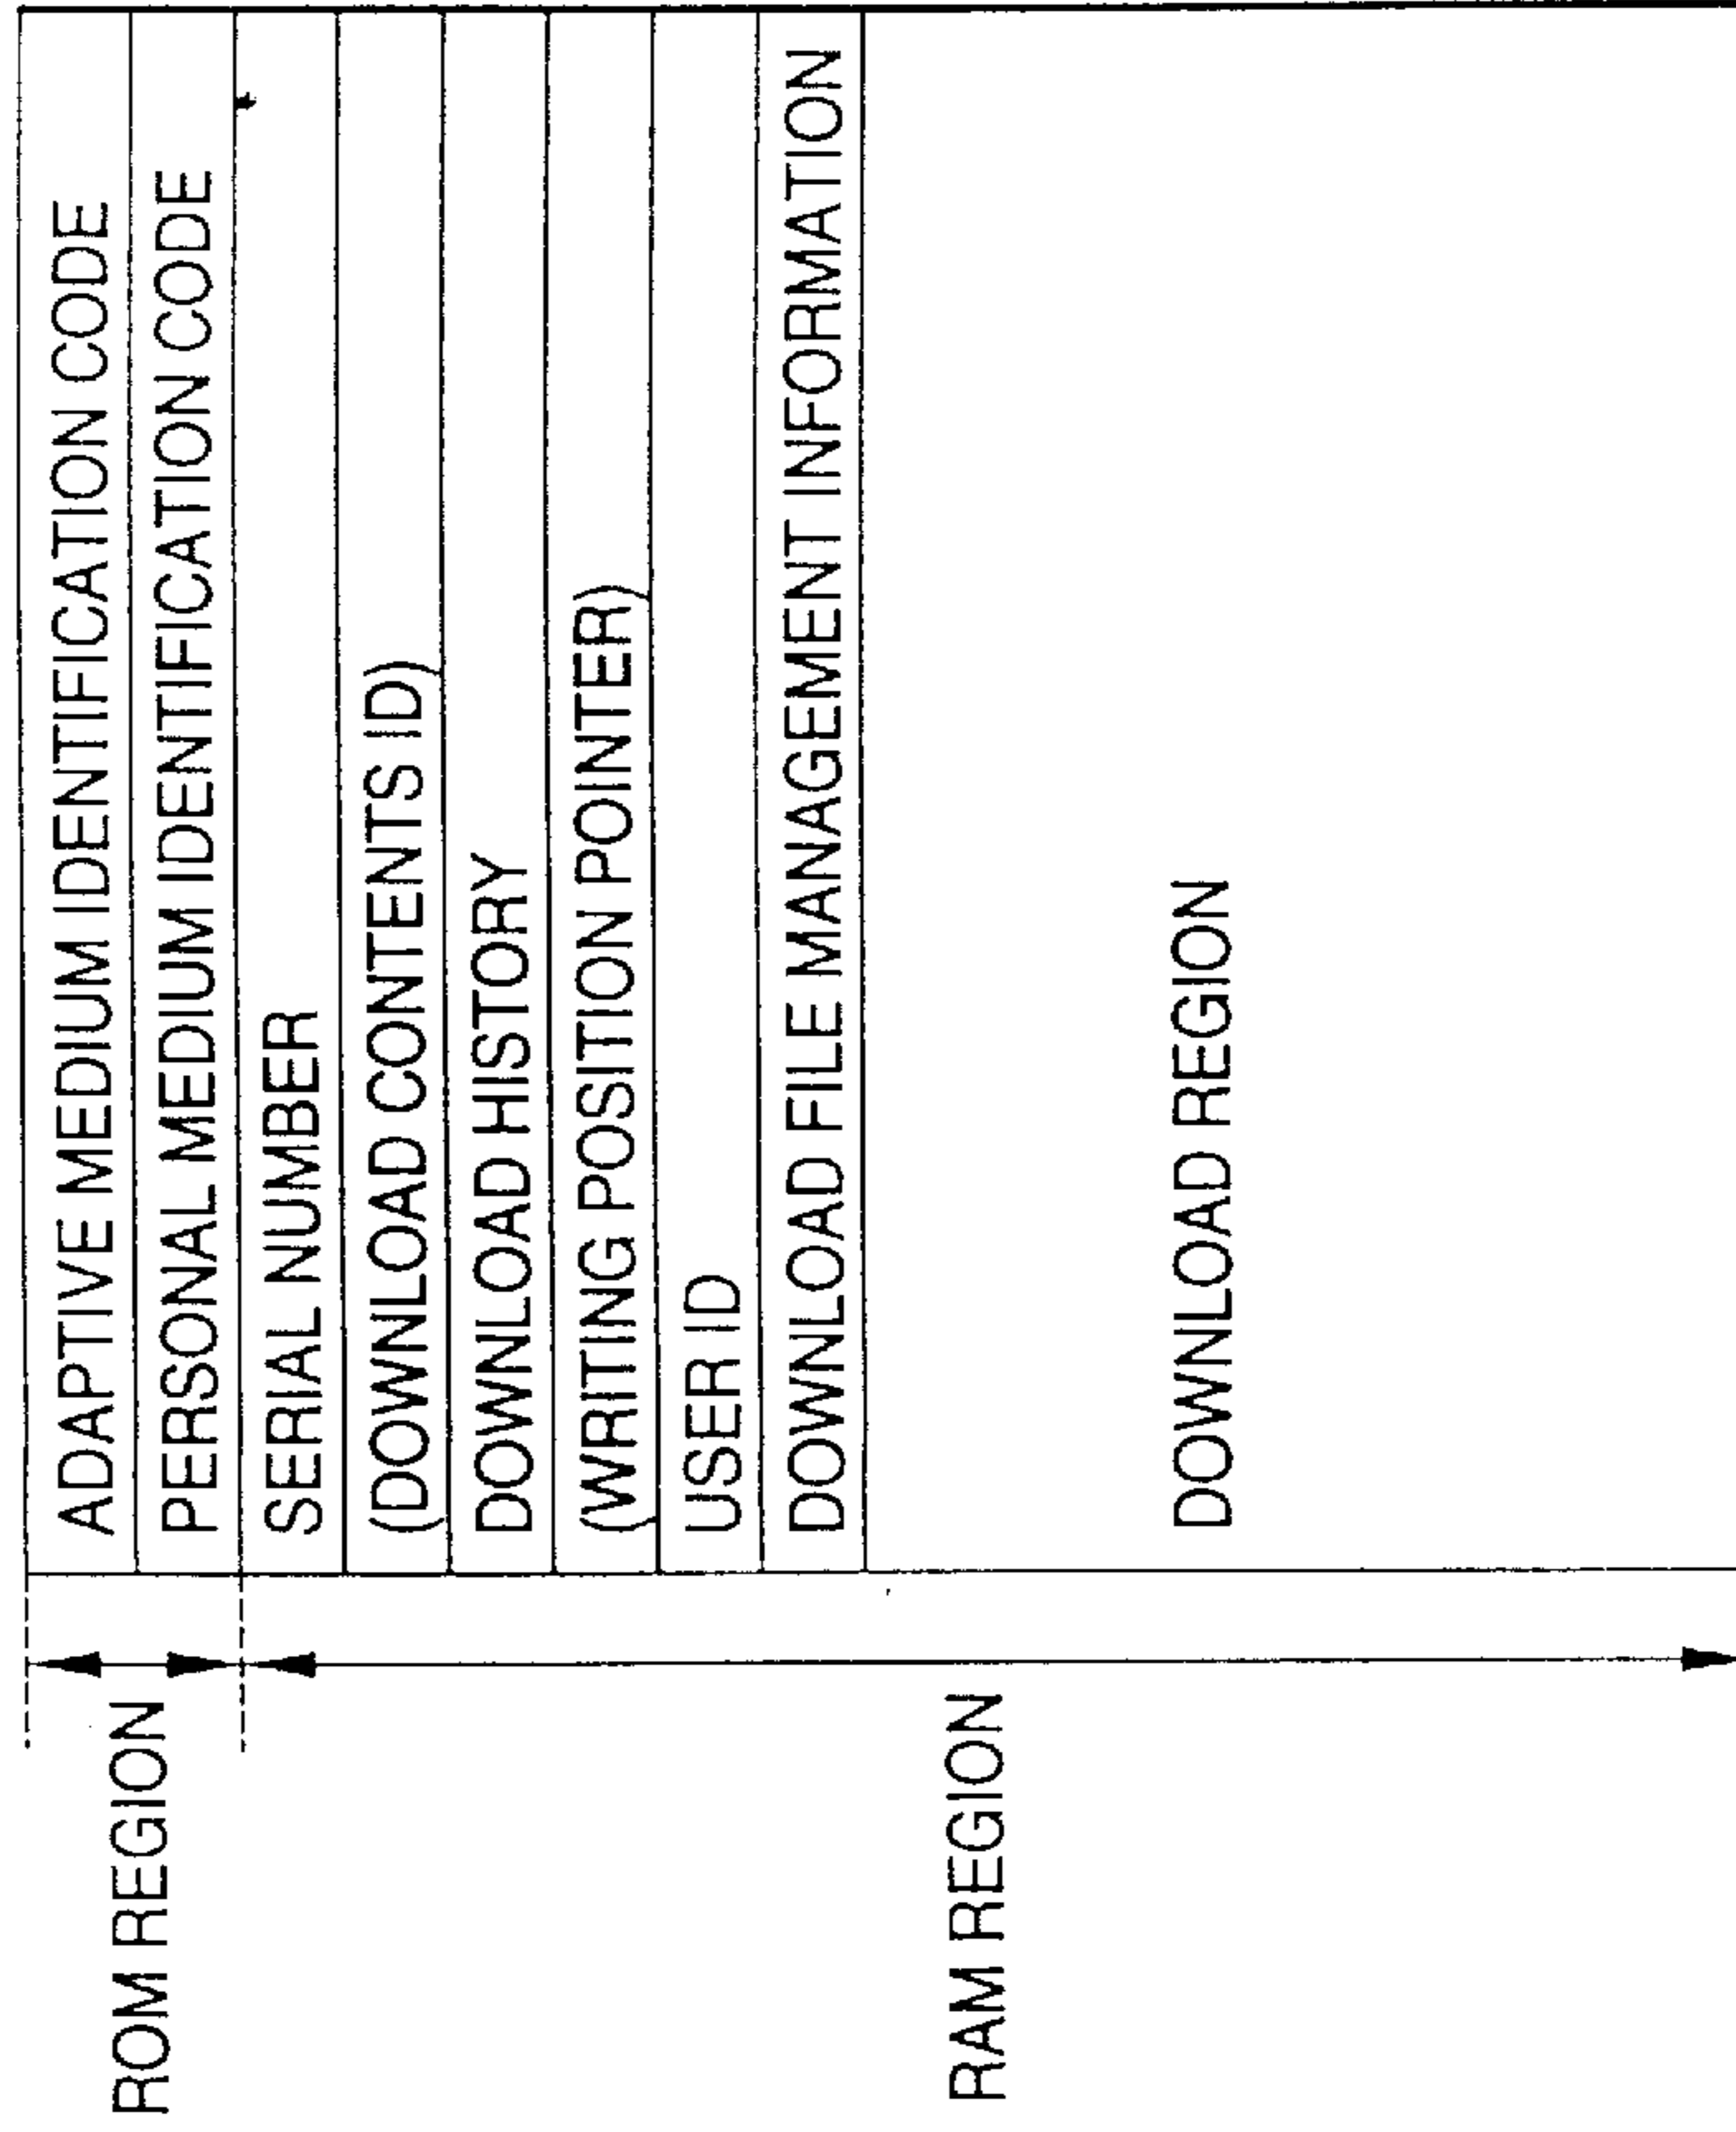 ROM REGION
ADAPTIVE MEDIUM IDENTIFICATION CODE
PERSONAL MEDIUM IDENTIFICATION CODE
RAM REGION
SERIAL NUMBER
(DOWNLOAD CONTENTS ID)
DOWNLOAD HISTORY
(WRITING POSITION POINTER)
USER ID
DOWNLOAD FILE MANAGEMENT INFORMATION
DOWNLOAD REGION